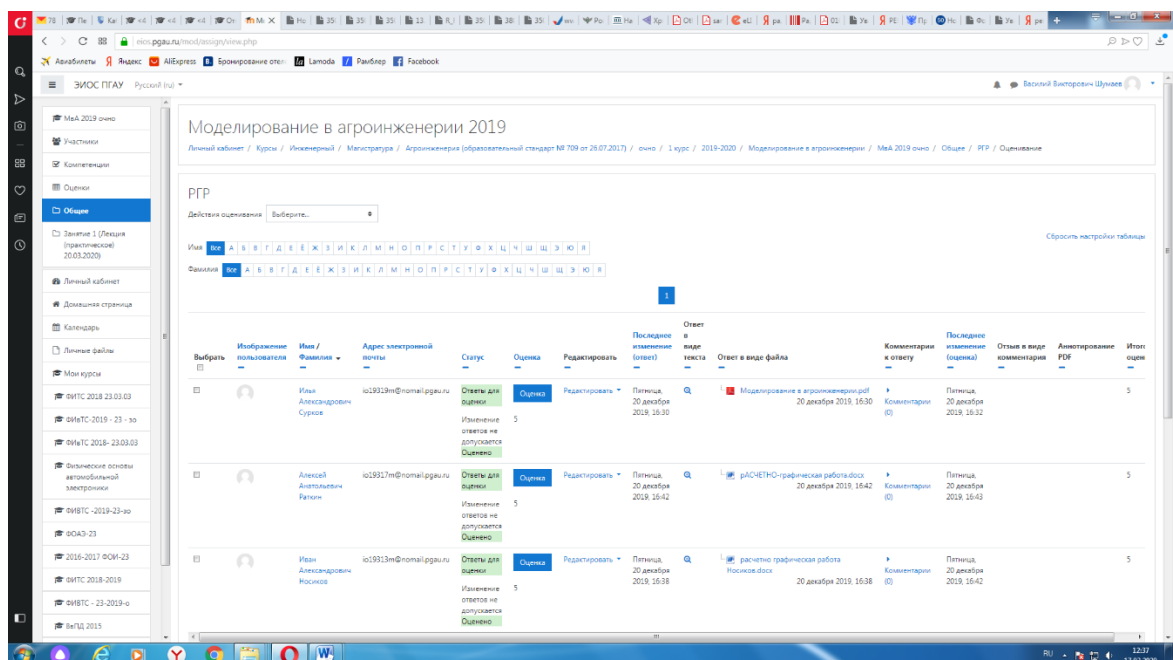 eios.pgau.ru/mod/assign/view.php
Авиабилеты Яндекс AliExpress Бронирование отел Lamoda Рамблер Facebook
ЭИОС ПГАУ Русский (ru)
Василий Викторович Шумаев
МвА 2019 очно
Участники
Компетенции
Оценки
Общее
Занятие 1 (Лекция
(практическое)
20.03.2020)
Личный кабинет
Домашняя страница
Календарь
Личные файлы
Мои курсы
ФИТС 2018 23.03.03
ФИвТС-2019 - 23 - зо
ФИвТС 2018- 23.03.03
Физические основы
автомобильной
электроники
ФИВТС -2019-23-зо
ФОАЭ-23
2016-2017 ФОИ-23
ФИТС 2018-2019
ФИВТС - 23-2019-о
ВвПД 2015
Моделирование в агроинженерии 2019
Личный кабинет / Курсы / Инженерный / Магистратура / Агроинженерия (образовательный стандарт № 709 от 26.07.2017) / очно / 1 курс / 2019-2020 / Моделирование в агроинженерии / МвА 2019 очно / Общее / РГР / Оценивание
РГР
Действия оценивания Выберите...
Сбросить настройки таблицы
Имя Все А Б В Г Д Е Ё Ж З И К Л М Н О П Р С Т У Ф Х Ц Ч Ш Щ Э Ю Я
Фамилия Все А Б В Г Д Е Ё Ж З И К Л М Н О П Р С Т У Ф Х Ц Ч Ш Щ Э Ю Я
1
Выбрать
Изображение
пользователя
Имя /
Фамилия
Адрес электронной
почты
Статус
Оценка
Редактировать
Последнее
изменение
(ответ)
Ответ
в
виде
текста
Ответ в виде файла
Комментарии
к ответу
Последнее
изменение
(оценка)
Отзыв в виде
комментария
Аннотирование
PDF
Итого
оцен
Илья
Александрович
Сурков
io19319m@nomail.pgau.ru
Ответы для
оценки
Изменение
ответов не
допускается
Оценено
Оценка
5
Редактировать
Пятница,
20 декабря
2019, 16:30
Моделирование в агроинженерии.pdf
20 декабря 2019, 16:30
Комментарии
(0)
Пятница,
20 декабря
2019, 16:32
5
Алексей
Анатольевич
Раткин
io19317m@nomail.pgau.ru
Ответы для
оценки
Изменение
ответов не
допускается
Оценено
Оценка
5
Редактировать
Пятница,
20 декабря
2019, 16:42
рАСЧЕТНО-графическая работа.docx
20 декабря 2019, 16:42
Комментарии
(0)
Пятница,
20 декабря
2019, 16:43
5
Иван
Александрович
Носиков
io19313m@nomail.pgau.ru
Ответы для
оценки
Изменение
ответов не
допускается
Оценено
Оценка
5
Редактировать
Пятница,
20 декабря
2019, 16:38
расчетно графическая работа
Носиков.docx
20 декабря 2019, 16:38
Комментарии
(0)
Пятница,
20 декабря
2019, 16:42
5
RU
12:37